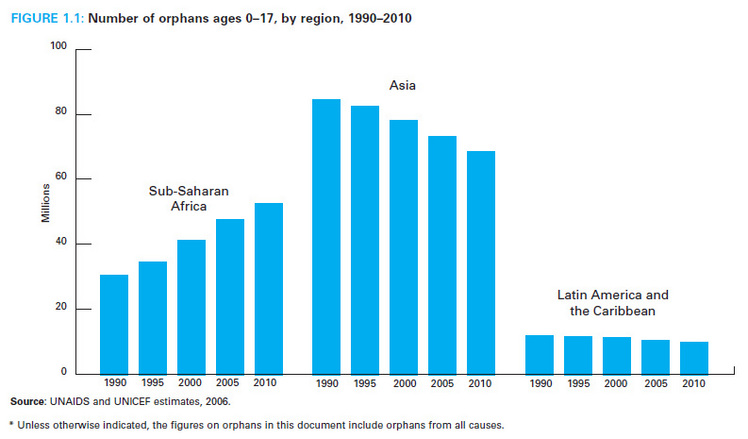 FIGURE 1.1: Number of orphans ages 0–17, by region, 1990–2010
100
80
60
40
20
0
Millions
Sub-Saharan
Africa
Asia
Latin America and
the Caribbean
1990 1995 2000 2005 2010 1990 1995 2000 2005 2010 1990 1995 2000 2005 2010
Source: UNAIDS and UNICEF estimates, 2006.
* Unless otherwise indicated, the figures on orphans in this document include orphans from all causes.